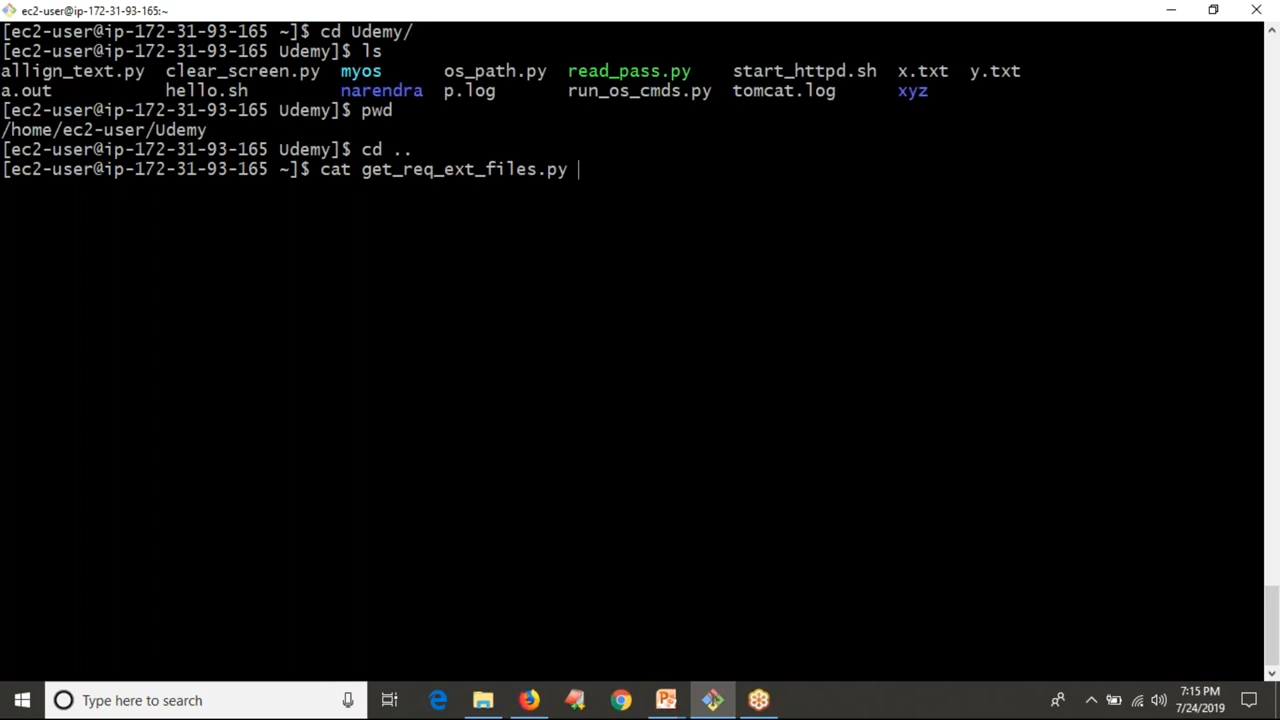 ec2-user@ip-172-31-93-165:~
[ec2-user@ip-172-31-93-165 ~]$ cd Udemy/
[ec2-user@ip-172-31-93-165 Udemy]$ ls
allign_text.py clear_screen.py myos os_path.py read_pass.py start_httpd.sh x.txt y.txt
a.out hello.sh narendra p.log run_os_cmds.py tomcat.log xyz
[ec2-user@ip-172-31-93-165 Udemy]$ pwd
/home/ec2-user/Udemy
[ec2-user@ip-172-31-93-165 Udemy]$ cd ..
[ec2-user@ip-172-31-93-165 ~]$ cat get_req_ext_files.py
Type here to search
7:15 PM
7/24/2019